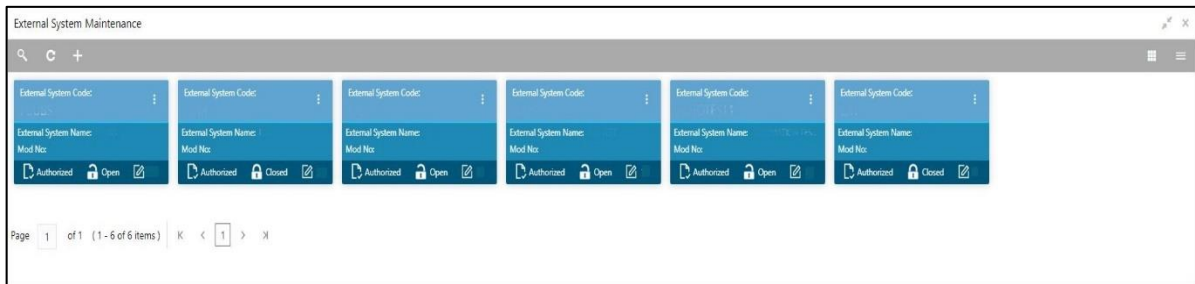 External System Maintenance
External System Code: External System Code: External System Code: External System Code: External System Code: External System Code:
External System Name: External System Name: External System Name: External System Name: External System Name: External System Name:
Mod No: Mod No: Mod No: Mod No: Mod No: Mod No:
Authorized Open Authorized Closed Authorized Open Authorized Open Authorized Open Authorized Closed
Page 1 of 1 (1 - 6 of 6 items) K < 1 > X